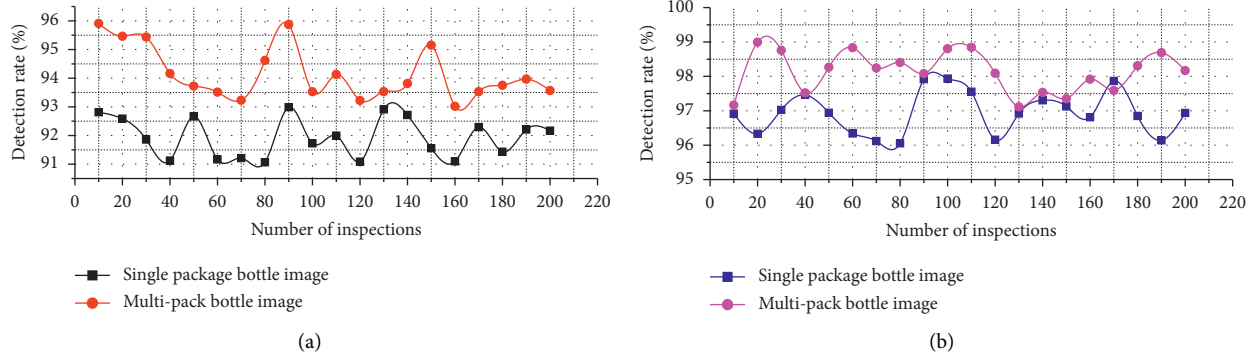 Detection rate (%)
96
95
94
93
92
91
0 20 40 60 80 100 120 140 160 180 200 220
Number of inspections
Single package bottle image
Multi-pack bottle image
(a)
Detection rate (%)
100
99
98
97
96
95
0 20 40 60 80 100 120 140 160 180 200 220
Number of inspections
Single package bottle image
Multi-pack bottle image
(b)